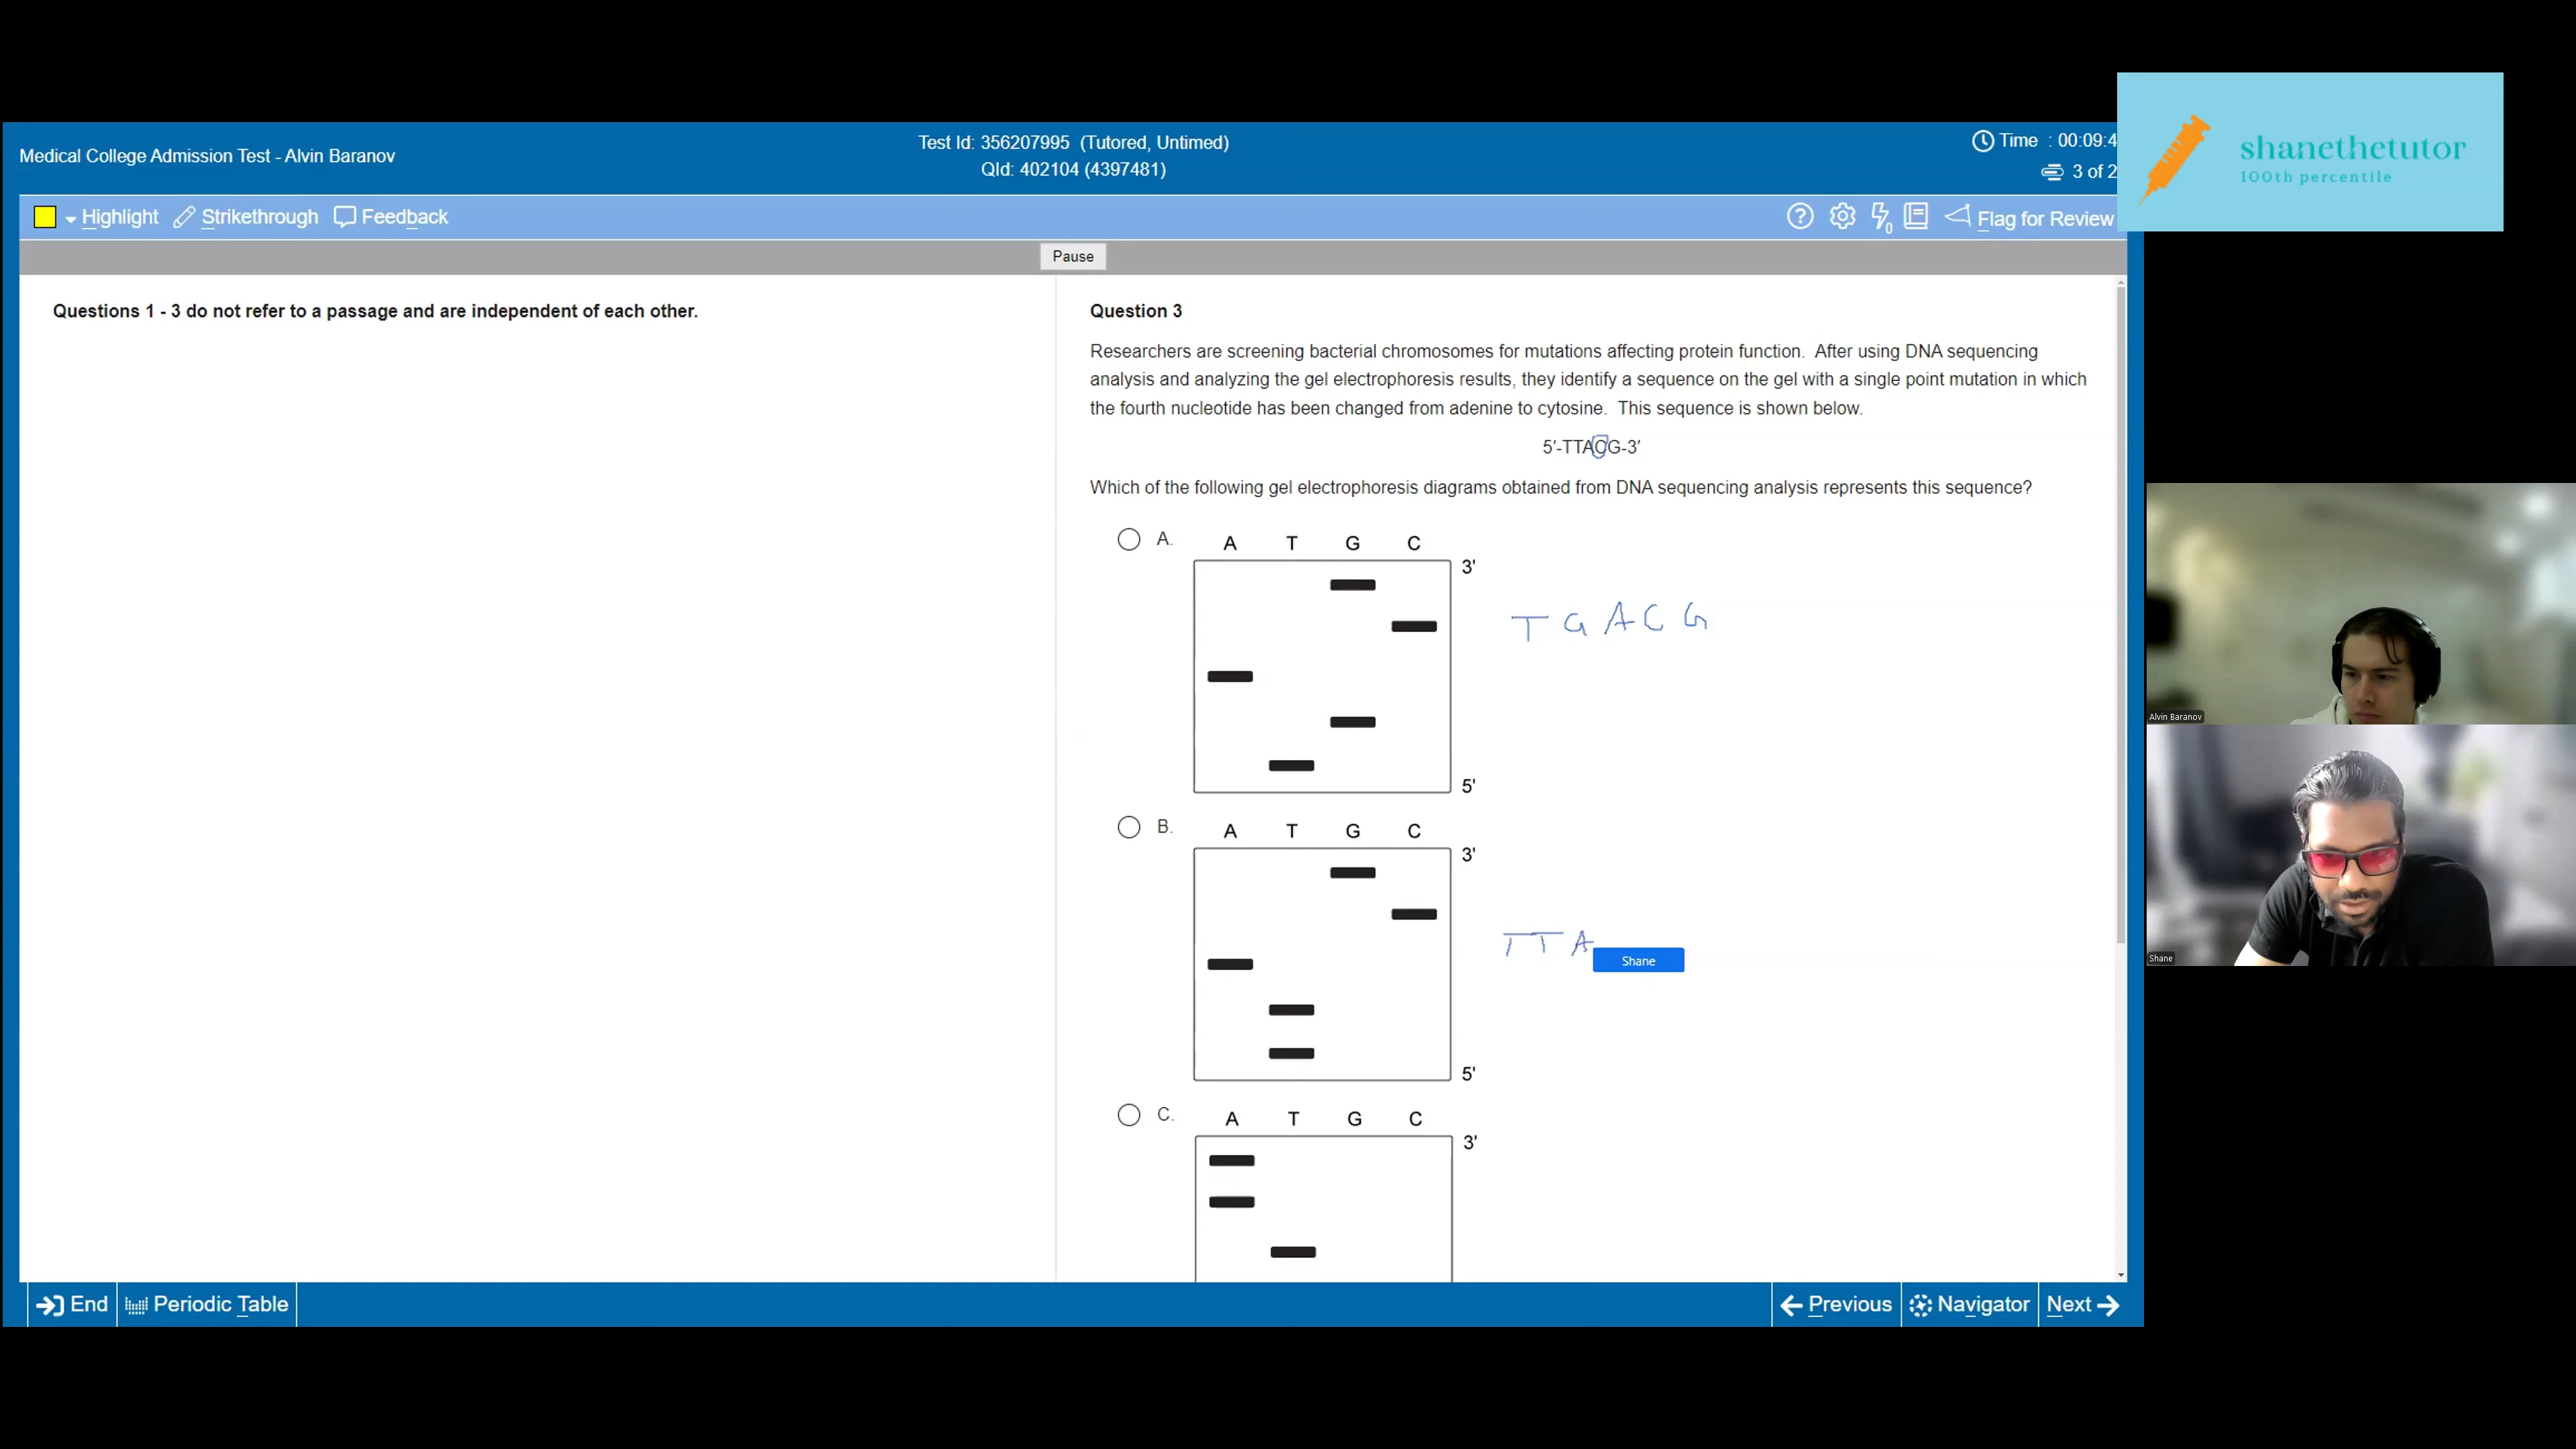 shanethetutor
100th percentile
Medical College Admission Test - Alvin Baranov
Test Id: 356207995 (Tutored, Untimed)
QId: 402104 (4397481)
Time : 00:09:4
3 of 2
Highlight Strikethrough Feedback
0
Flag for Review
Pause
Questions 1 - 3 do not refer to a passage and are independent of each other.
Question 3
Researchers are screening bacterial chromosomes for mutations affecting protein function. After using DNA sequencing
analysis and analyzing the gel electrophoresis results, they identify a sequence on the gel with a single point mutation in which
the fourth nucleotide has been changed from adenine to cytosine. This sequence is shown below.
5'-TTACG-3'
Which of the following gel electrophoresis diagrams obtained from DNA sequencing analysis represents this sequence?
A.
A T G C
3'
T G A C G
5'
B.
A T G C
3'
T T A
Shane
5'
C.
A T G C
3'
Alvin Baranov
Shane
End
Periodic Table
Previous
Navigator
Next